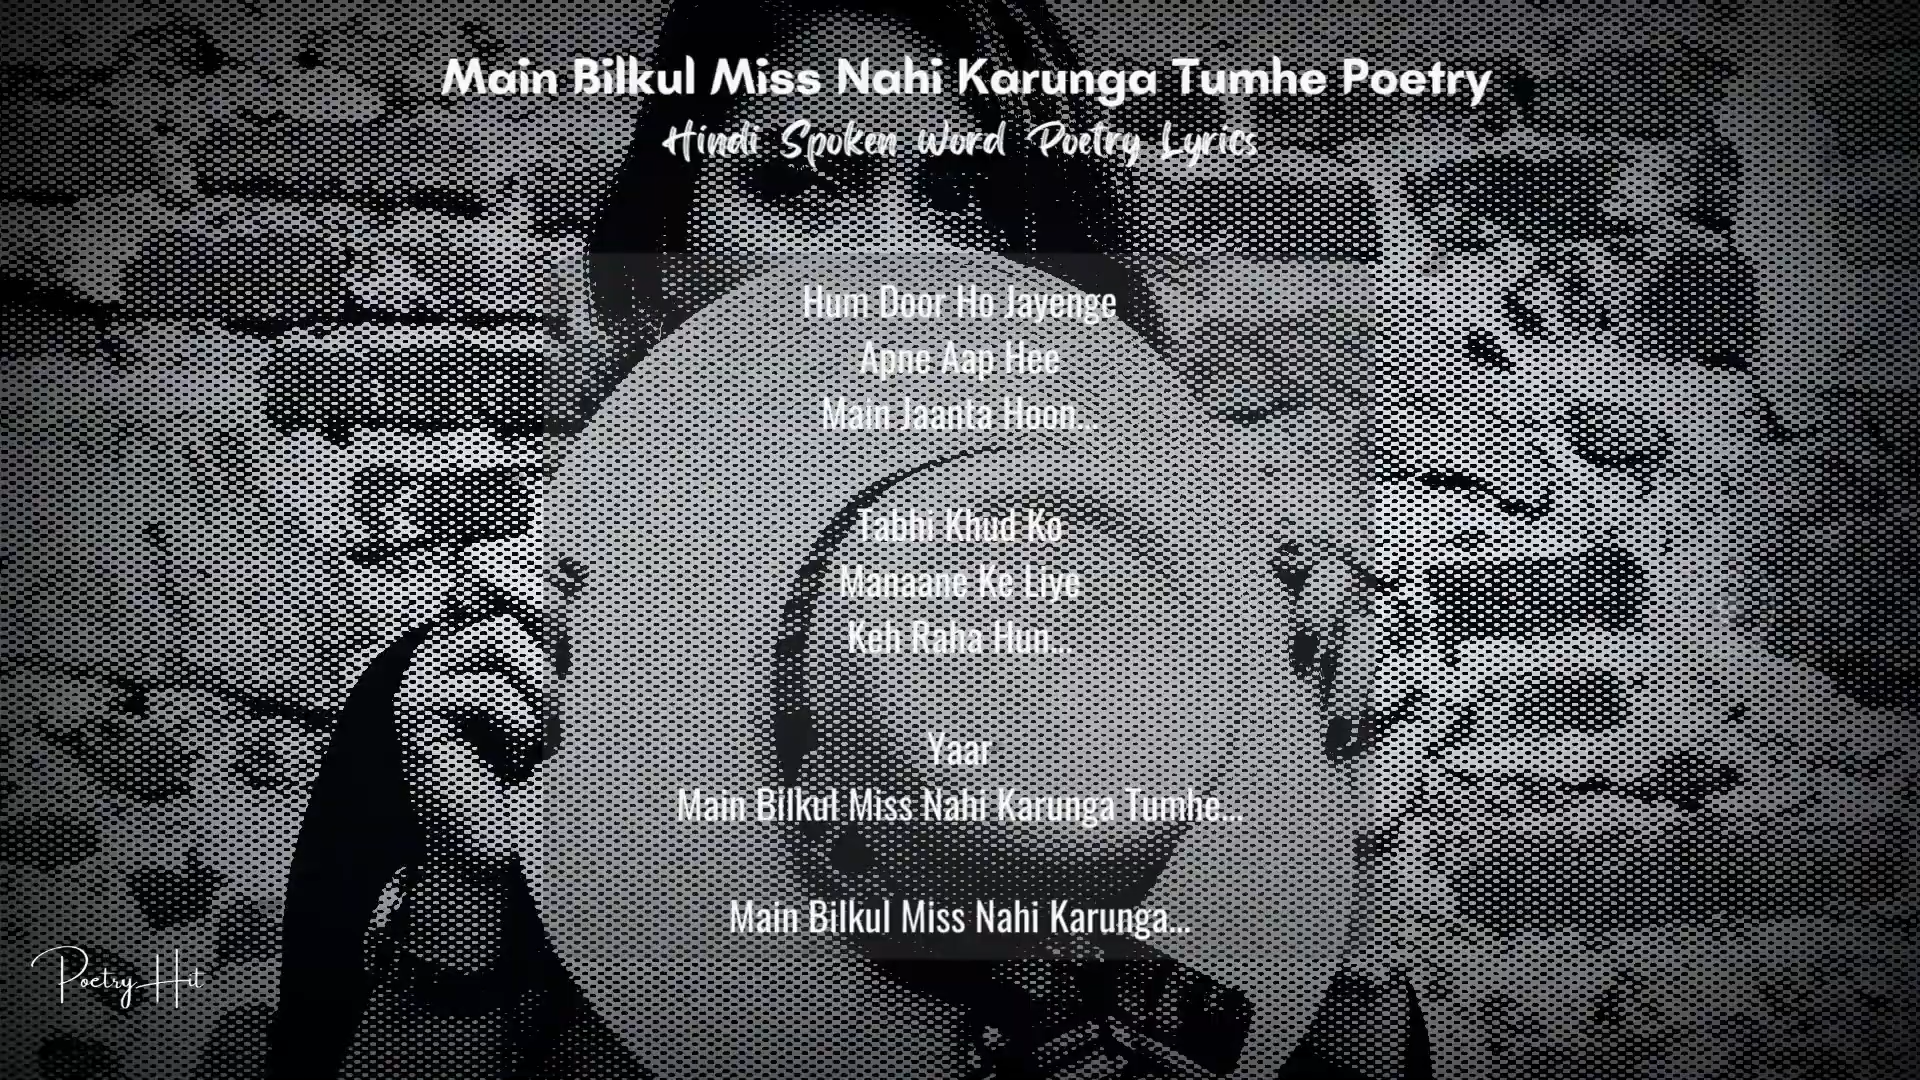 Main Bilkul Miss Nahi Karunga Tumhe Poetry
Hindi Spoken Word Poetry Lyrics
Hum Door Ho Jayenge
Apne Aap Hee
Main Jaanta Hoon...
Tabhi Khud Ko
Manaane Ke Liye
Keh Raha Hun...
Yaar
Main Bilkul Miss Nahi Karunga Tumhe...
Main Bilkul Miss Nahi Karunga...
Poetry Hit